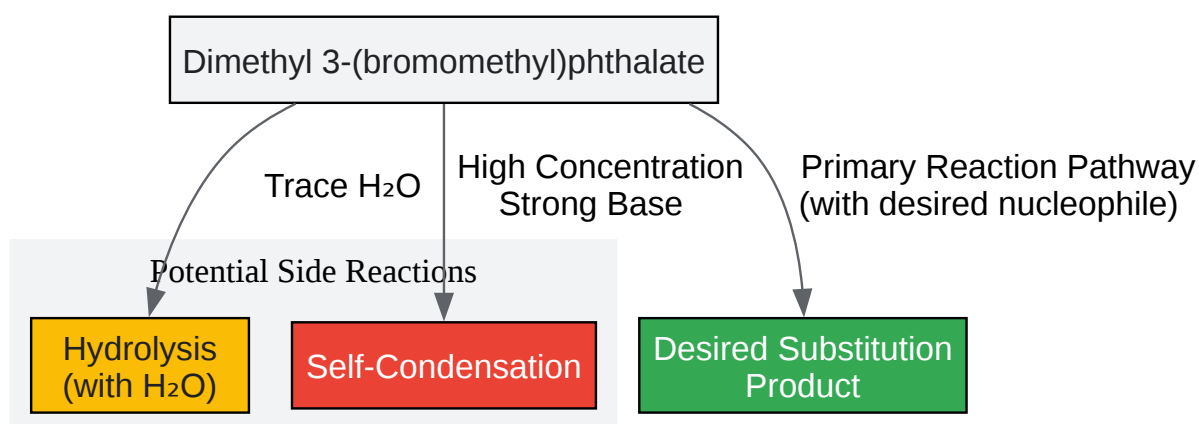 Dimethyl 3-(bromomethyl)phthalate
Trace H₂O
High Concentration
Strong Base
Primary Reaction Pathway
(with desired nucleophile)
Potential Side Reactions
Hydrolysis
(with H₂O)
Self-Condensation
Desired Substitution
Product